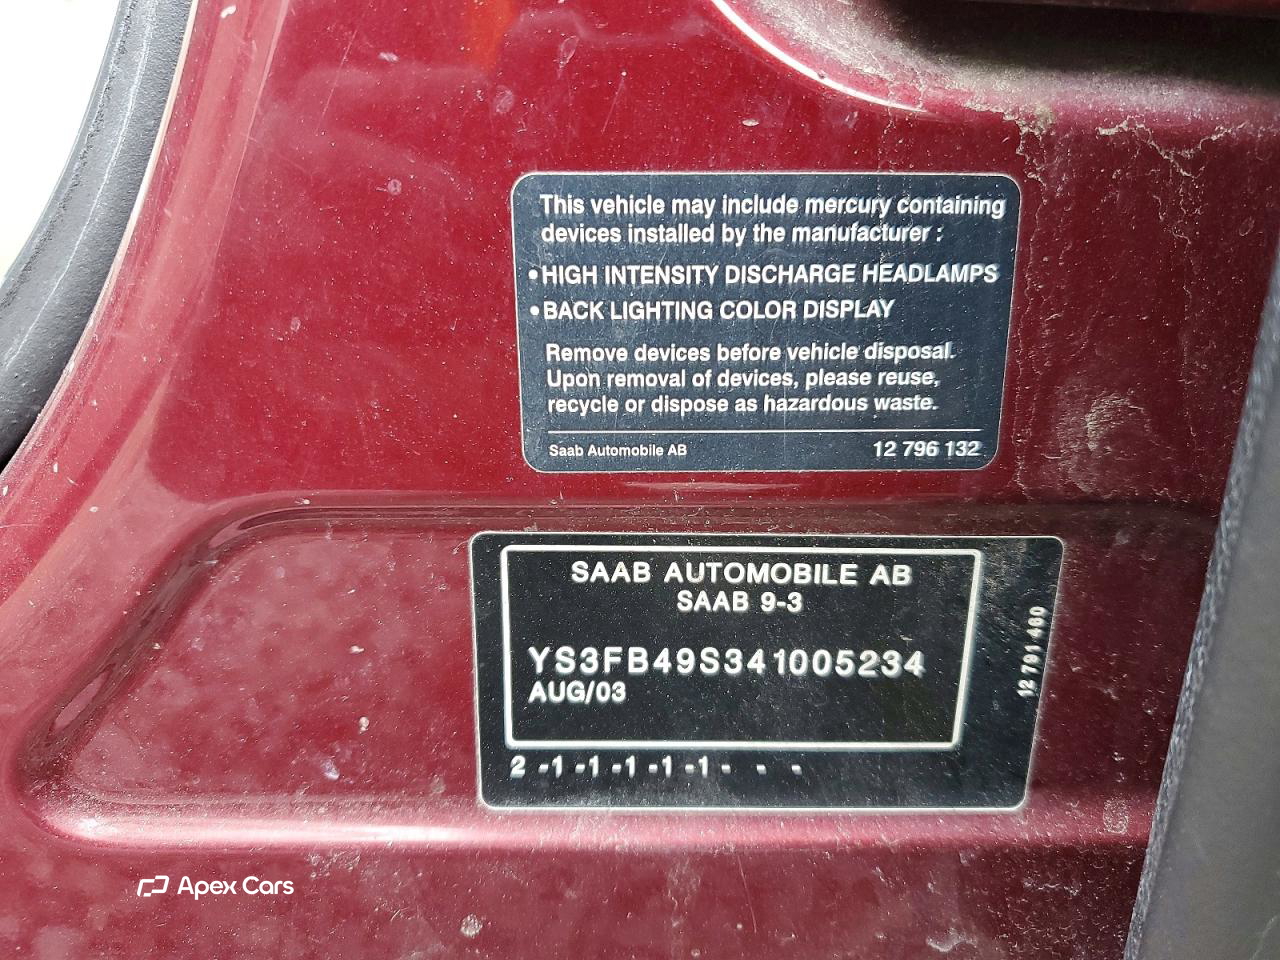 This vehicle may include mercury containing
devices installed by the manufacturer :
• HIGH INTENSITY DISCHARGE HEADLAMPS
• BACK LIGHTING COLOR DISPLAY
Remove devices before vehicle disposal.
Upon removal of devices, please reuse,
recycle or dispose as hazardous waste.
Saab Automobile AB 12 796 132
SAAB AUTOMOBILE AB
SAAB 9-3
YS3FB49S341005234
AUG/03
2 -1 -1 -1 -1 -1 - - -
12 791 460
Apex Cars